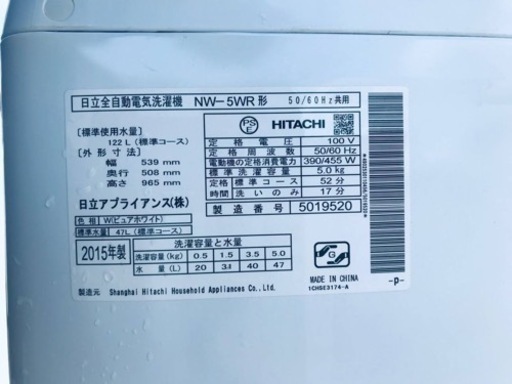 日立全自動電気洗濯機 NW-5WR 形 50/60Hz共用
[標準使用水量]
122 L (標準コース)
[外形寸法]
幅 539 mm
奥行 508 mm
高さ 965 mm
日立アプライアンス(株)
色柄 W(ピュアホワイト)
標準水量 47L(標準コース)
PS E HITACHI
定格電圧 100 V
定格周波数 50/60 Hz
電動機の定格消費電力 390/455 W
標準洗濯容量 5.0kg
定格時間 標準コース 52分
洗いのみ 17分
5019520
2015年製
洗濯容量と水量
洗濯容量(kg) 0.5 1.5 3.5 5.0
水量(L) 20 34 40 47
製造元 Shanghai Hitachi Household Appliances Co., Ltd.
G
MADE IN CHINA
1CHSE3174-A
-p-